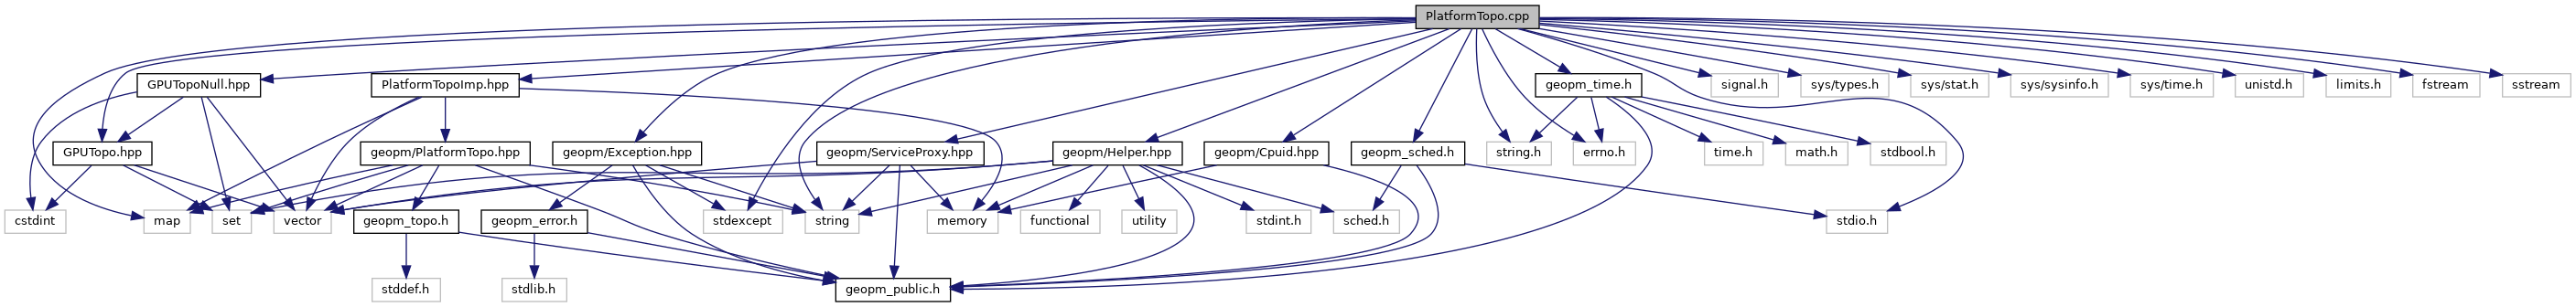 PlatformTopo.cpp
GPUTopoNull.hpp
PlatformTopoImp.hpp
geopm_time.h
signal.h
sys/types.h
sys/stat.h
sys/sysinfo.h
sys/time.h
unistd.h
limits.h
fstream
sstream
GPUTopo.hpp
geopm/PlatformTopo.hpp
geopm/Exception.hpp
geopm/ServiceProxy.hpp
geopm/Helper.hpp
geopm/Cpuid.hpp
geopm_sched.h
string.h
errno.h
time.h
math.h
stdbool.h
cstdint
map
set
vector
geopm_topo.h
geopm_error.h
stdexcept
string
memory
functional
utility
stdint.h
sched.h
stdio.h
stddef.h
stdlib.h
geopm_public.h